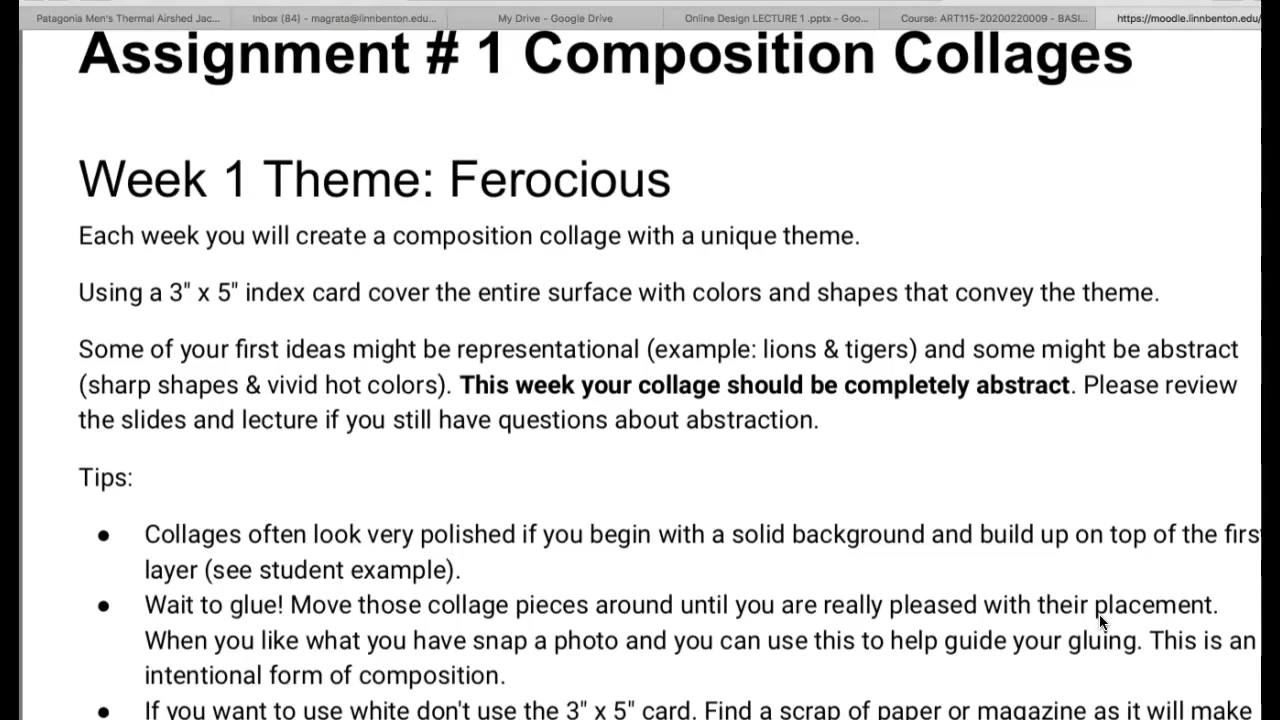 Patagonia Men's Thermal Airshed Jac... Inbox (84) – magrata@linnbenton.edu... My Drive - Google Drive Online Design LECTURE 1 .pptx - Goo... Course: ART115-20200220009 - BASI... https://moodle.linnbenton.edu/
Assignment # 1 Composition Collages
Week 1 Theme: Ferocious
Each week you will create a composition collage with a unique theme.
Using a 3" x 5" index card cover the entire surface with colors and shapes that convey the theme.
Some of your first ideas might be representational (example: lions & tigers) and some might be abstract
(sharp shapes & vivid hot colors). This week your collage should be completely abstract. Please review
the slides and lecture if you still have questions about abstraction.
Tips:
● Collages often look very polished if you begin with a solid background and build up on top of the firs
layer (see student example).
● Wait to glue! Move those collage pieces around until you are really pleased with their placement.
When you like what you have snap a photo and you can use this to help guide your gluing. This is an
intentional form of composition.
● If you want to use white don't use the 3" x 5" card. Find a scrap of paper or magazine as it will make